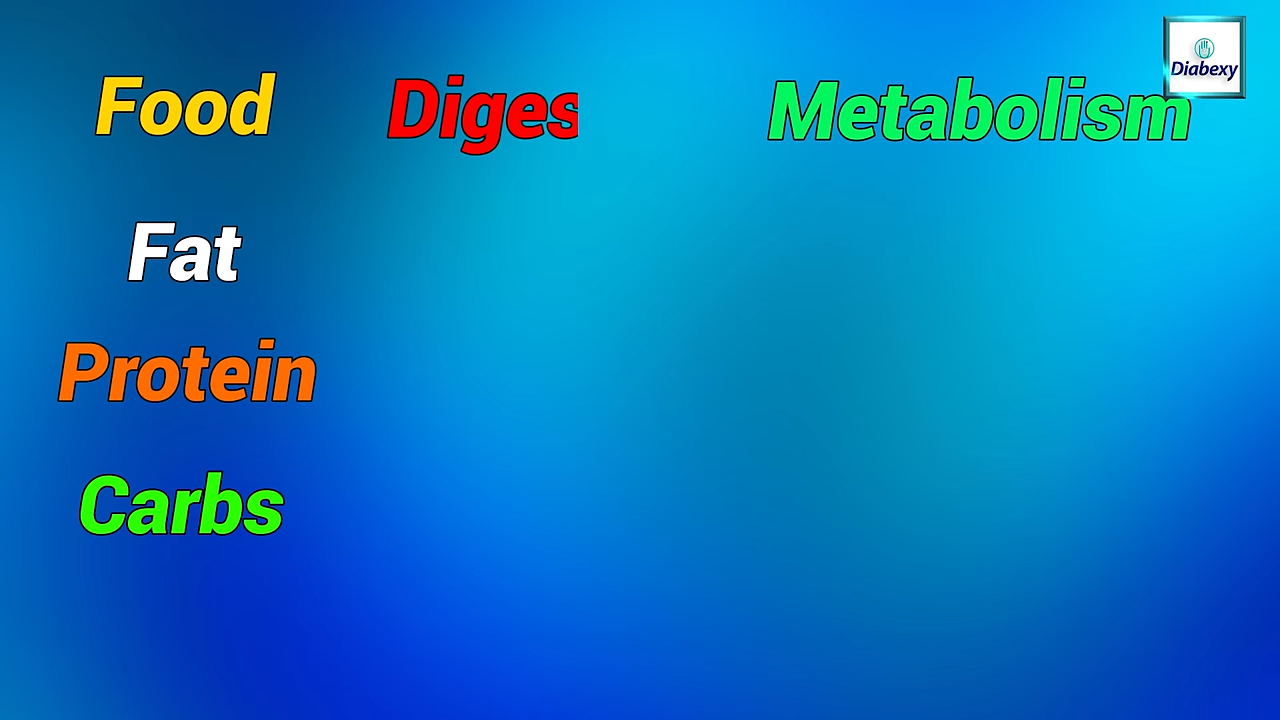 Food Diges Metabolism
Diabexy
Fat
Protein
Carbs